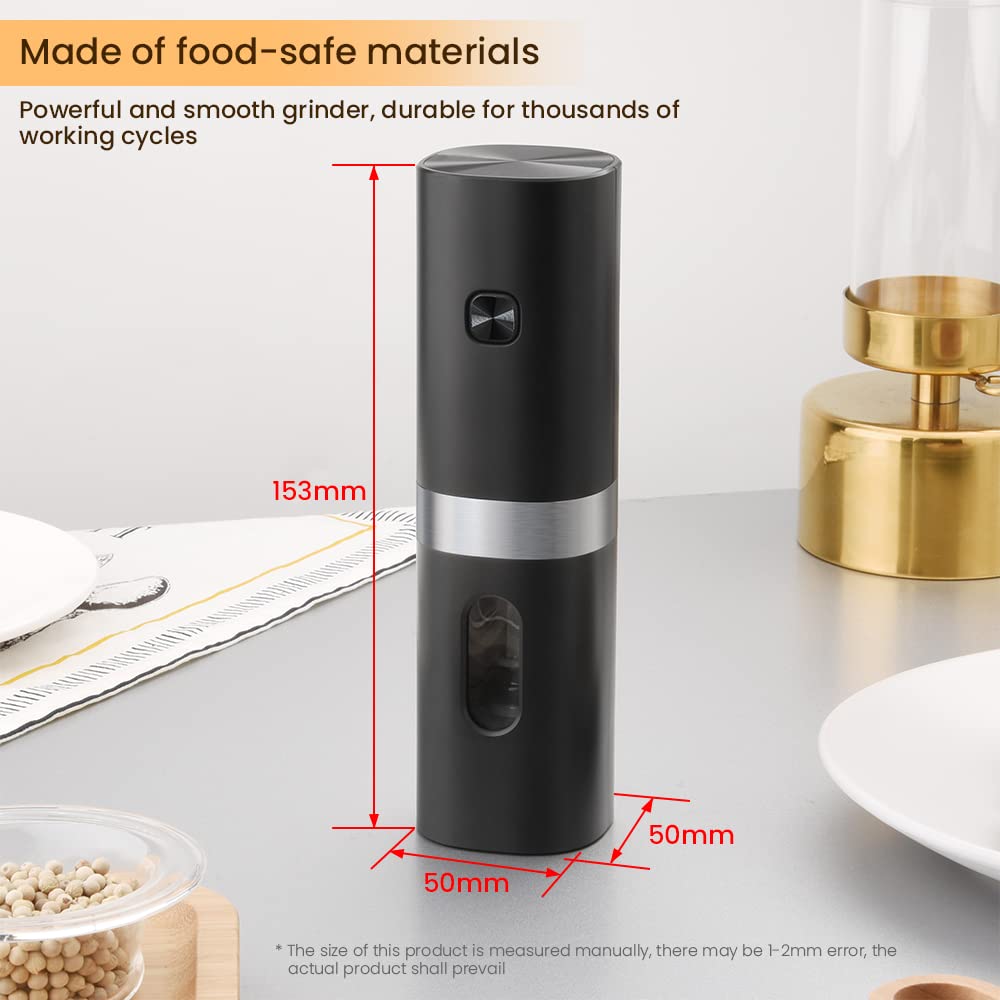 Made of food-safe materials
Powerful and smooth grinder, durable for thousands of
working cycles
153mm
50mm
50mm
* The size of this product is measured manually, there may be 1-2mm error, the
actual product shall prevail